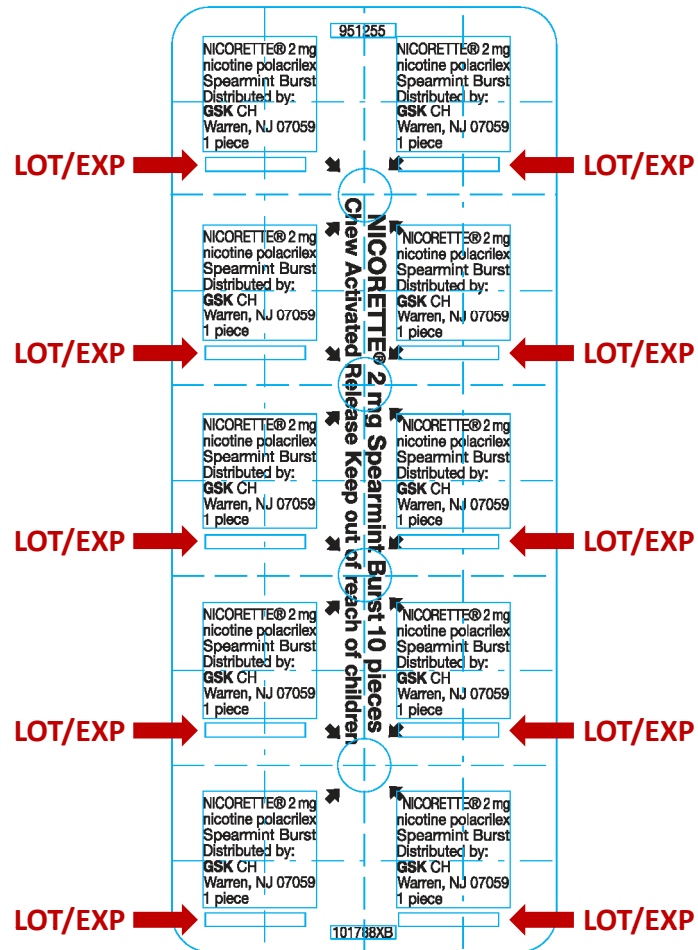 951255
NICORETTE® 2 mg
nicotine polacrilex
Spearmint Burst
Distributed by:
GSK CH
Warren, NJ 07059
1 piece
LOT/EXP
NICORETTE® 2 mg
nicotine polacrilex
Spearmint Burst
Distributed by:
GSK CH
Warren, NJ 07059
1 piece
LOT/EXP
NICORETTE® 2 mg
nicotine polacrilex
Spearmint Burst
Distributed by:
GSK CH
Warren, NJ 07059
1 piece
LOT/EXP
NICORETTE® 2 mg
nicotine polacrilex
Spearmint Burst
Distributed by:
GSK CH
Warren, NJ 07059
1 piece
LOT/EXP
NICORETTE® 2 mg
nicotine polacrilex
Spearmint Burst
Distributed by:
GSK CH
Warren, NJ 07059
1 piece
LOT/EXP
NICORETTE® 2 mg
nicotine polacrilex
Spearmint Burst
Distributed by:
GSK CH
Warren, NJ 07059
1 piece
LOT/EXP
NICORETTE® 2 mg
nicotine polacrilex
Spearmint Burst
Distributed by:
GSK CH
Warren, NJ 07059
1 piece
LOT/EXP
NICORETTE® 2 mg
nicotine polacrilex
Spearmint Burst
Distributed by:
GSK CH
Warren, NJ 07059
1 piece
LOT/EXP
NICORETTE® 2 mg
nicotine polacrilex
Spearmint Burst
Distributed by:
GSK CH
Warren, NJ 07059
1 piece
LOT/EXP
NICORETTE® 2 mg
nicotine polacrilex
Spearmint Burst
Distributed by:
GSK CH
Warren, NJ 07059
1 piece
LOT/EXP
NICORETTE® 2 mg Spearmint Burst 10 pieces
Chew Activated Release Keep out of reach of children
101788XB